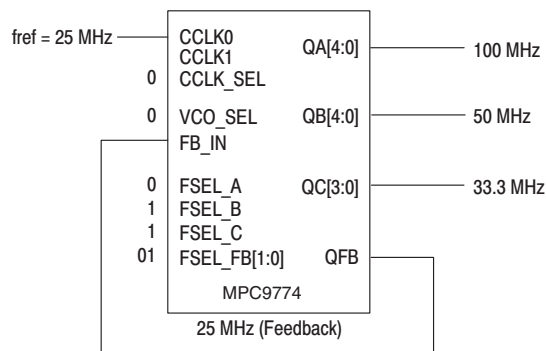 fref = 25 MHz
CCLK0
CCLK1
0 CCLK_SEL
0 VCO_SEL
FB_IN
0 FSEL_A
1 FSEL_B
1 FSEL_C
01 FSEL_FB[1:0]
QA[4:0] 100 MHz
QB[4:0] 50 MHz
QC[3:0] 33.3 MHz
QFB
MPC9774
25 MHz (Feedback)